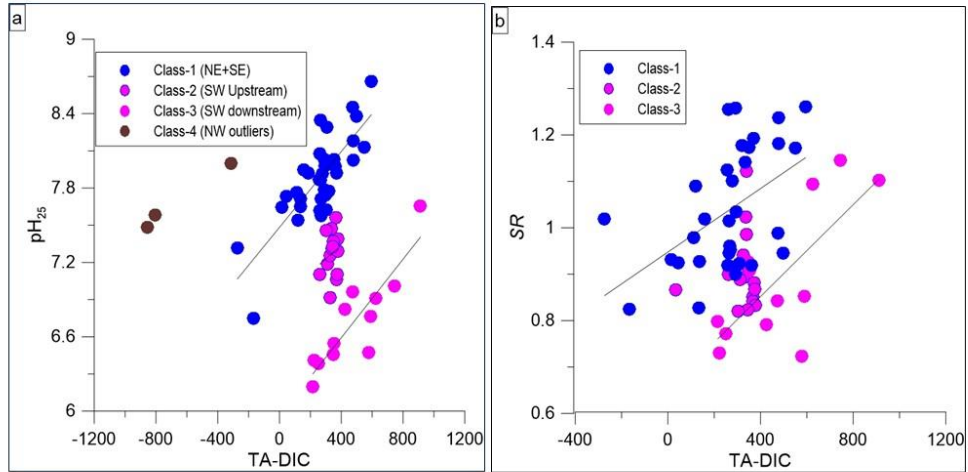 a
9
8.4
7.8
7.2
6.6
6
pH25
Class-1 (NE+SE)
Class-2 (SW Upstream)
Class-3 (SW downstream)
Class-4 (NW outliers)
-1200 -800 -400 0 400 800 1200
TA-DIC
b
1.4
1.2
1
0.8
0.6
SR
Class-1
Class-2
Class-3
-400 0 400 800 1200
TA-DIC